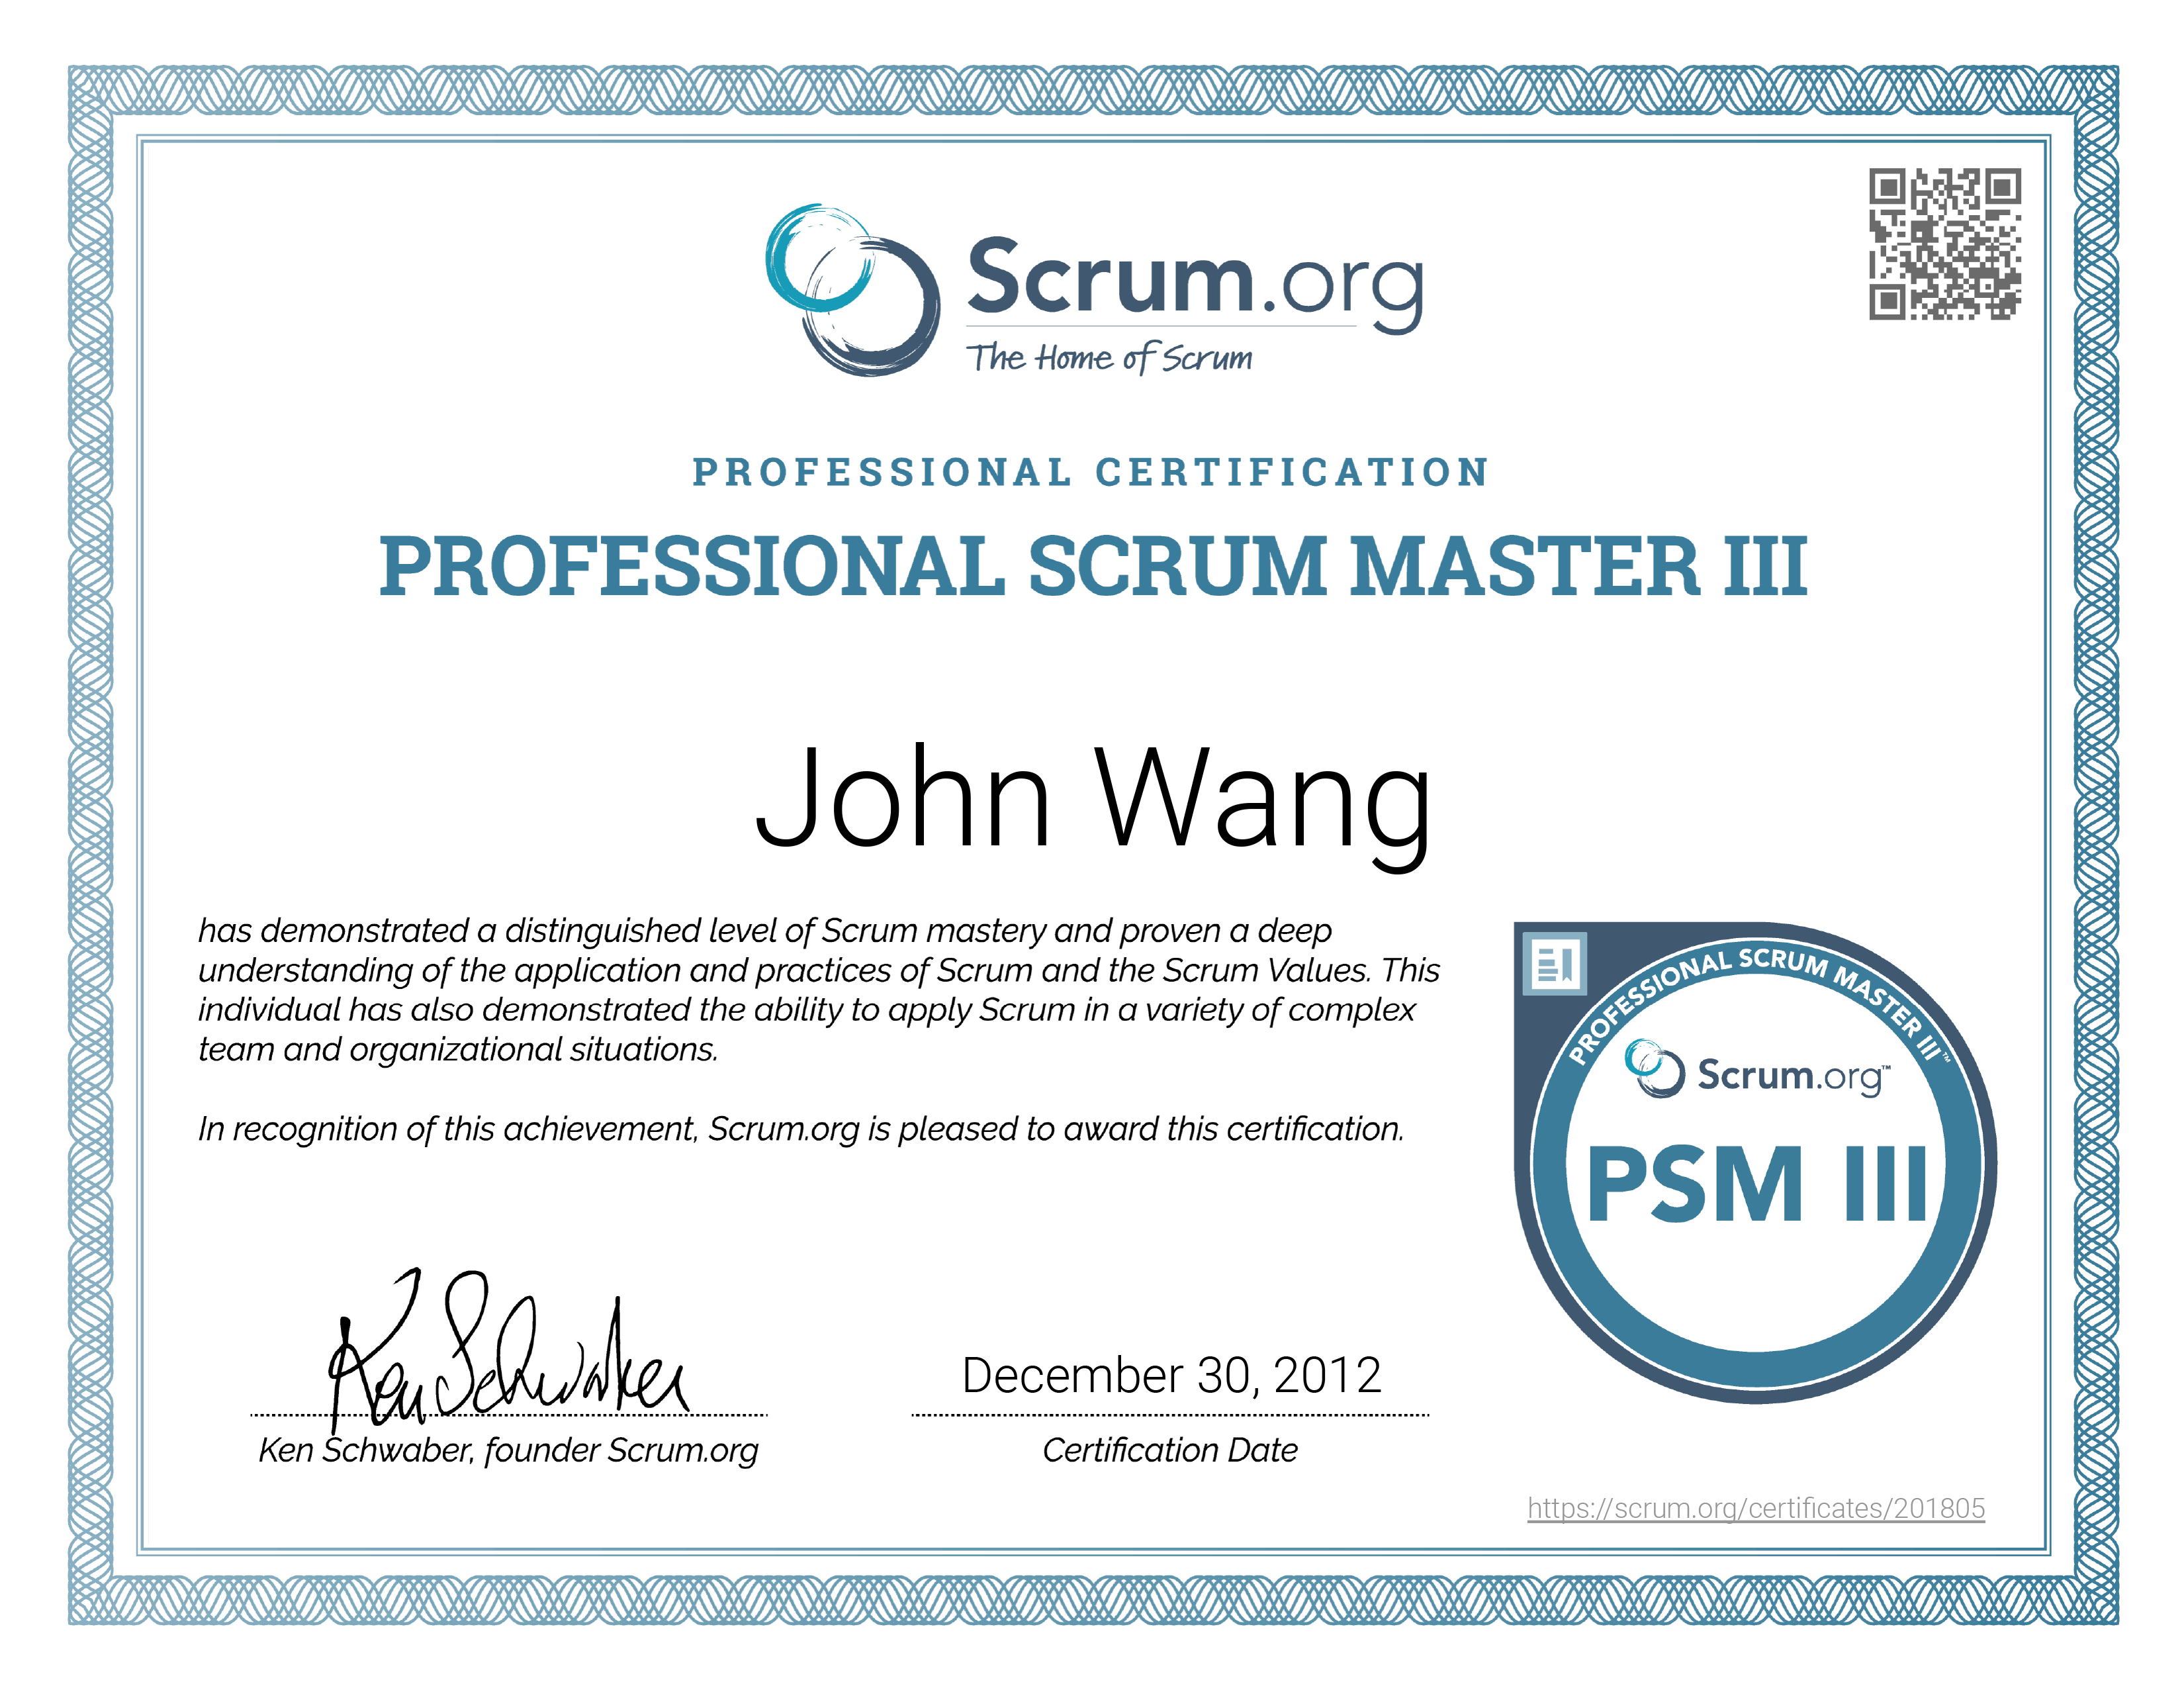 Scrum.org
The Home of Scrum
PROFESSIONAL CERTIFICATION
PROFESSIONAL SCRUM MASTER III
John Wang
has demonstrated a distinguished level of Scrum mastery and proven a deep
understanding of the application and practices of Scrum and the Scrum Values. This
individual has also demonstrated the ability to apply Scrum in a variety of complex
team and organizational situations.
In recognition of this achievement, Scrum.org is pleased to award this certification.
PROFESSIONAL SCRUM MASTER III™
Scrum.org™
PSM III
Ken Schwaber
Ken Schwaber, founder Scrum.org
December 30, 2012
Certification Date
https://scrum.org/certificates/201805